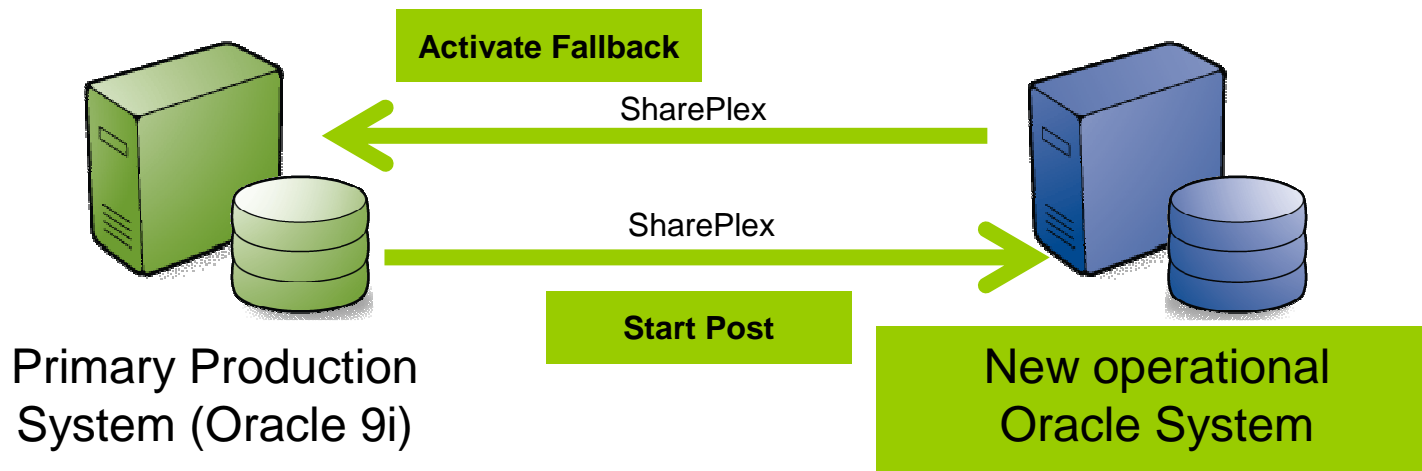 Activate Fallback
SharePlex
SharePlex
Start Post
Primary Production
System (Oracle 9i)
New operational
Oracle System